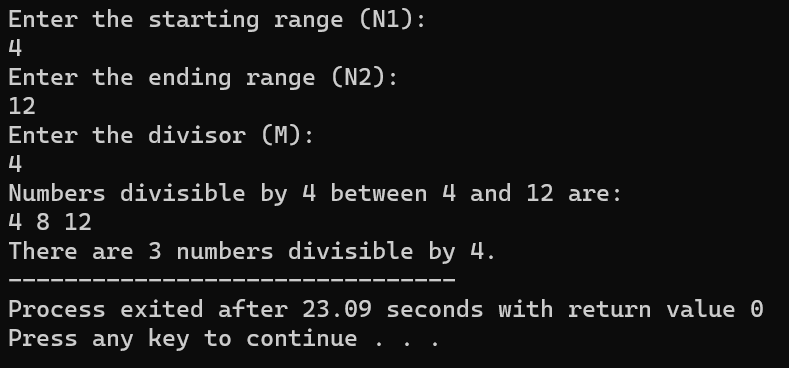 Enter the starting range (N1):
4
Enter the ending range (N2):
12
Enter the divisor (M):
4
Numbers divisible by 4 between 4 and 12 are:
4 8 12
There are 3 numbers divisible by 4.
--------------------------------
Process exited after 23.09 seconds with return value 0
Press any key to continue . . .